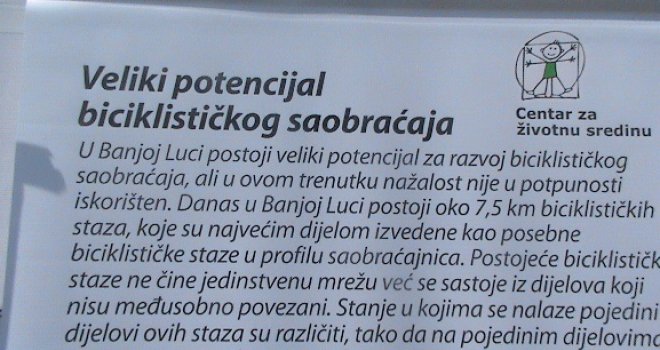 Veliki potencijal
biciklističkog saobraćaja
Centar za
životnu sredinu
U Banjoj Luci postoji veliki potencijal za razvoj biciklističkog
saobraćaja, ali u ovom trenutku nažalost nije u potpunosti
iskorišten. Danas u Banjoj Luci postoji oko 7,5 km biciklističkih
staza, koje su najvećim dijelom izvedene kao posebne
biciklističke staze u profilu saobraćajnica. Postojeće biciklističk
staze ne čine jedinstvenu mrežu već se sastoje iz dijelova koji
nisu međusobno povezani. Stanje u kojima se nalaze pojedini
dijelovi ovih staza su različiti, tako da na pojedinim dijelovima